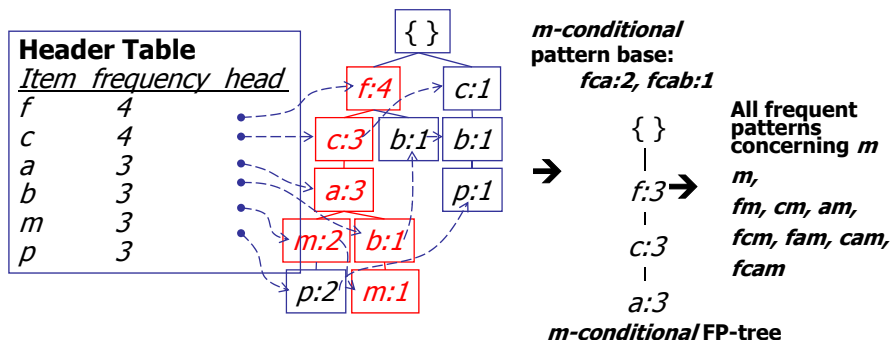 Header Table
Item frequency head
f 4
c 4
a 3
b 3
m 3
p 3
{}
f:4 c:1
c:3 b:1 b:1
a:3 p:1
m:2 b:1
p:2 m:1
m-conditional
pattern base:
fca:2, fcab:1
{}
f:3
c:3
a:3
m-conditional FP-tree
All frequent
patterns
concerning m
m,
fm, cm, am,
fcm, fam, cam,
fcam